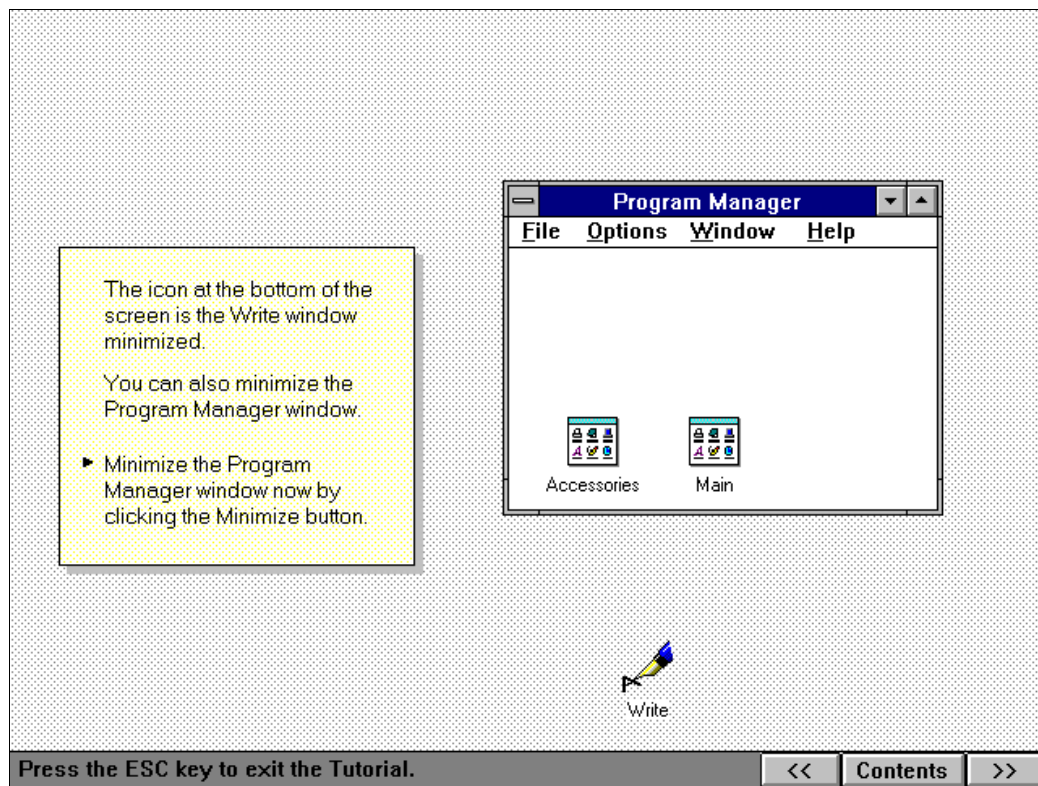 Program Manager
File Options Window Help
The icon at the bottom of the
screen is the Write window
minimized.
You can also minimize the
Program Manager window.
Minimize the Program
Manager window now by
clicking the Minimize button.
Accessories Main
Write
Press the ESC key to exit the Tutorial.
<< Contents >>